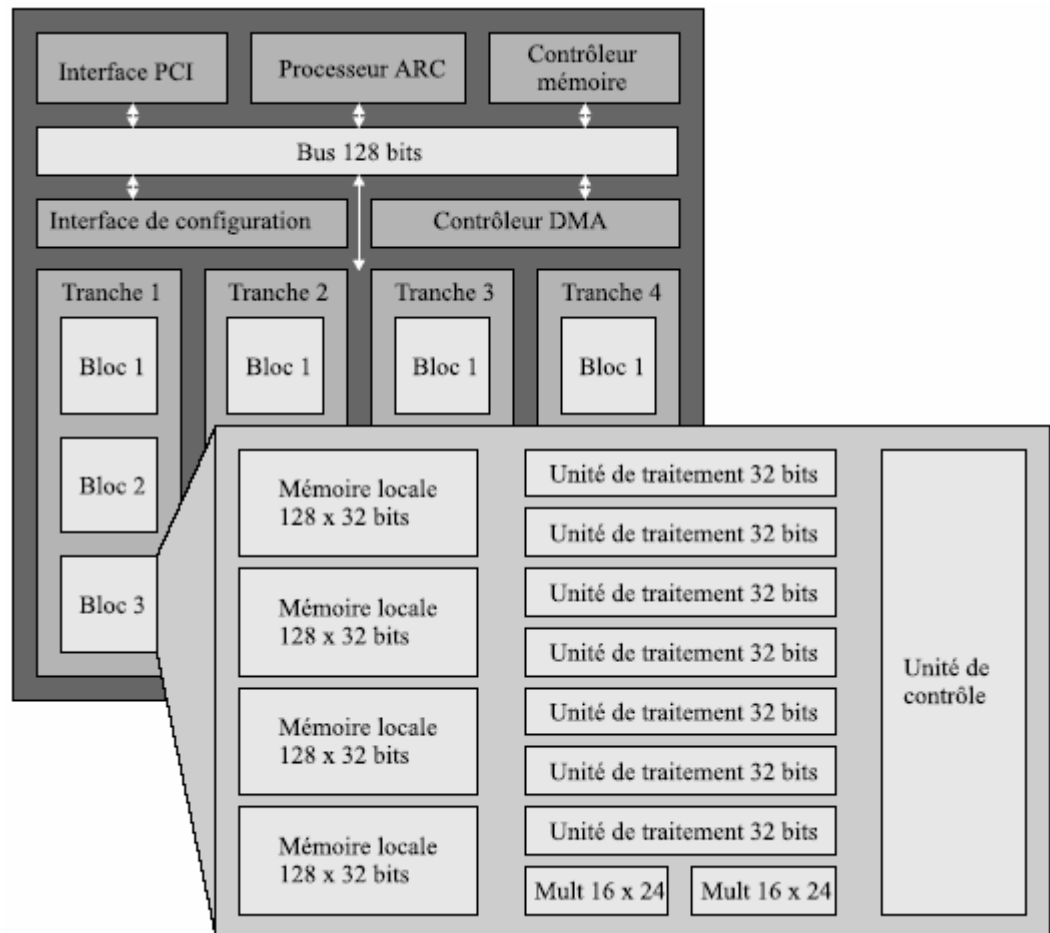 Interface PCI
Processeur ARC
Contrôleur
mémoire
Bus 128 bits
Interface de configuration
Contrôleur DMA
Tranche 1
Tranche 2
Tranche 3
Tranche 4
Bloc 1
Bloc 1
Bloc 1
Bloc 1
Bloc 2
Bloc 3
Mémoire locale
128 x 32 bits
Mémoire locale
128 x 32 bits
Mémoire locale
128 x 32 bits
Mémoire locale
128 x 32 bits
Unité de traitement 32 bits
Unité de traitement 32 bits
Unité de traitement 32 bits
Unité de traitement 32 bits
Unité de traitement 32 bits
Unité de traitement 32 bits
Unité de traitement 32 bits
Mult 16 x 24
Mult 16 x 24
Unité de
contrôle